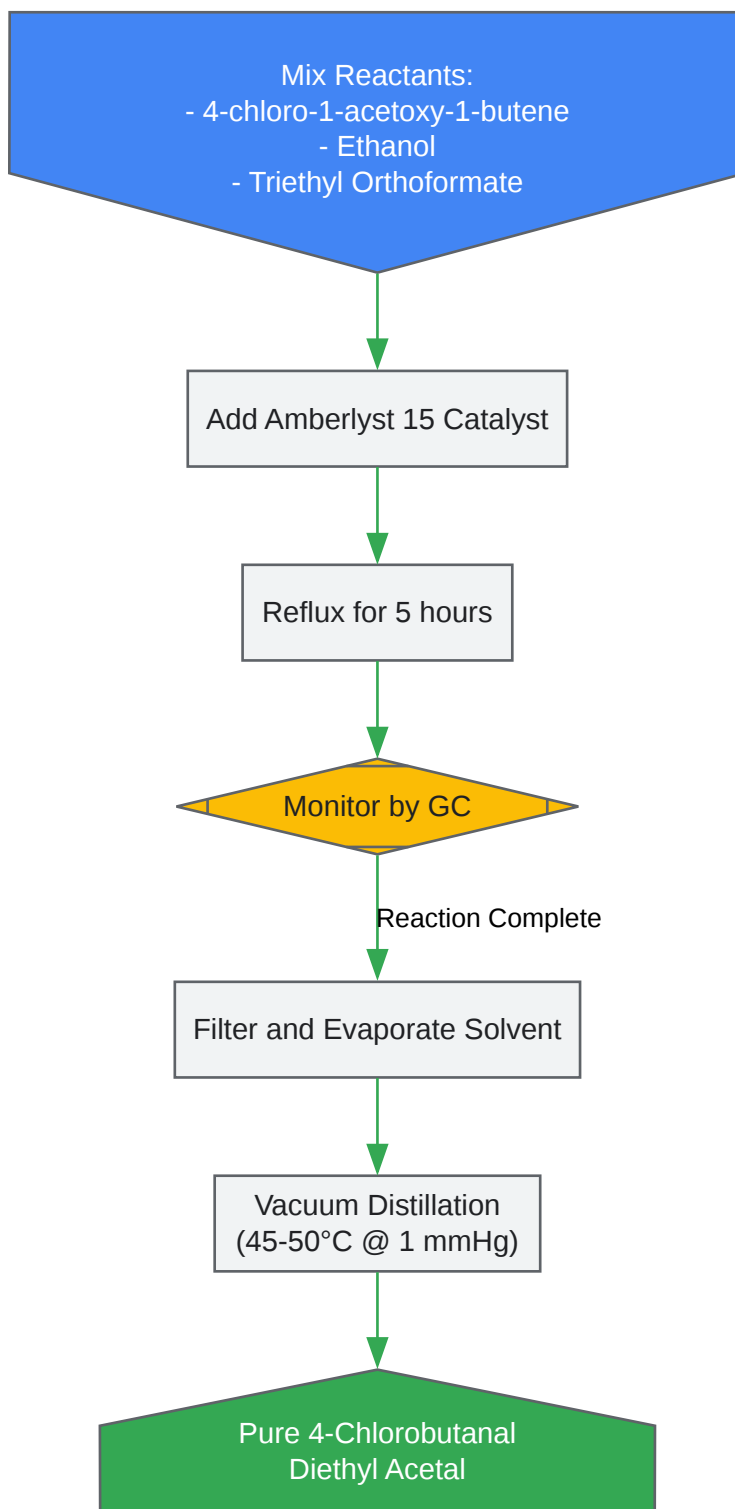 Mix Reactants:
- 4-chloro-1-acetoxy-1-butene
- Ethanol
- Triethyl Orthoformate
Add Amberlyst 15 Catalyst
Reflux for 5 hours
Monitor by GC
Reaction Complete
Filter and Evaporate Solvent
Vacuum Distillation
(45-50°C @ 1 mmHg)
Pure 4-Chlorobutanal
Diethyl Acetal